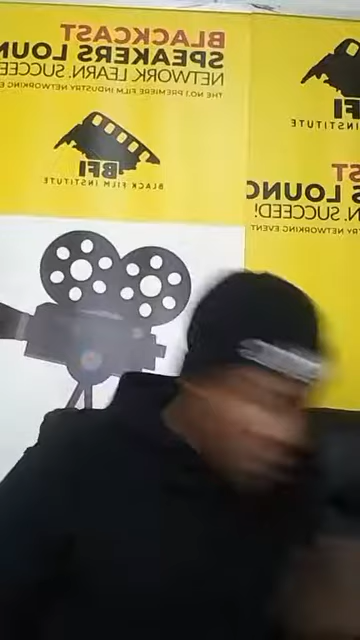 BLACKCAST
SPEAKERS LOUN
NETWORK. LEARN. SUCCEE
THE NO.1 PREMIERE FILM INDUSTRY NETWORKING E
BFI
BLACK FILM INSTITUTE
BFI
INSTITUTE
ST
S LOUNG
N. SUCCEED!
RY NETWORKING EVENT